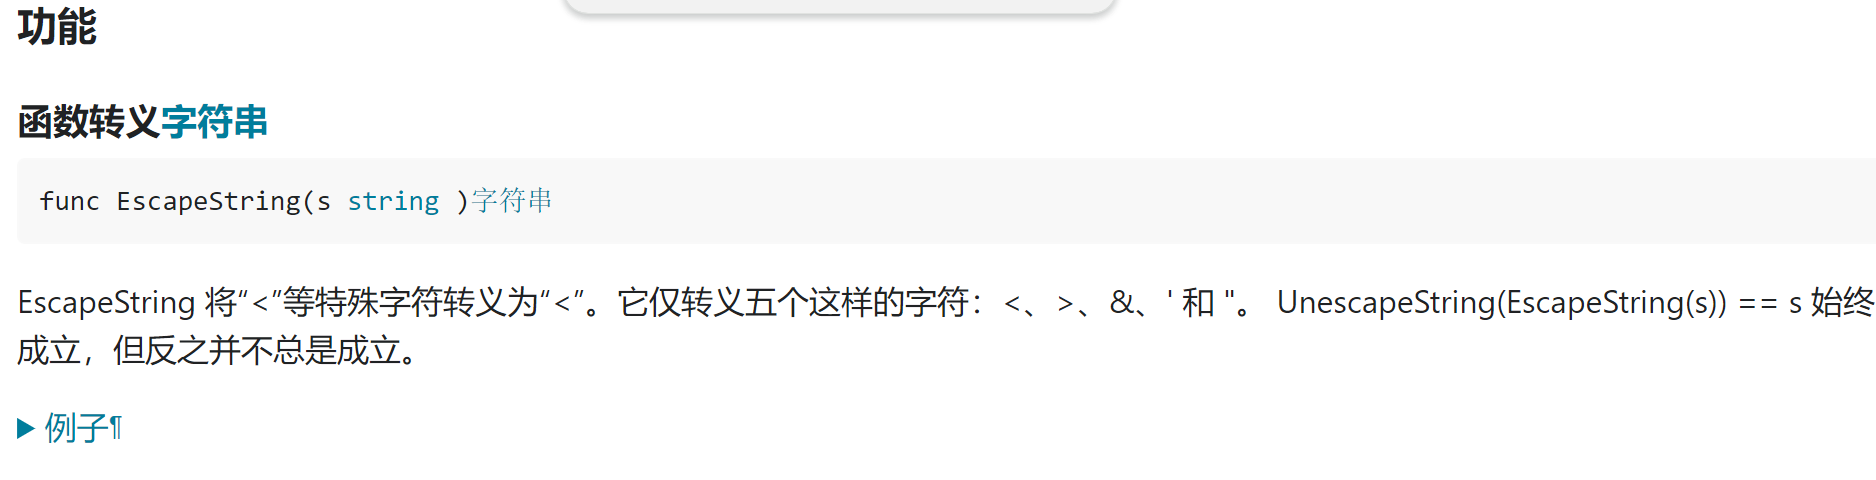 功能
函数转义字符串
func EscapeString(s string )字符串
EscapeString 将“<”等特殊字符转义为“<”。它仅转义五个这样的字符：<、>、&、' 和 "。 UnescapeString(EscapeString(s)) == s 始终
成立，但反之并不总是成立。
▶ 例子¶